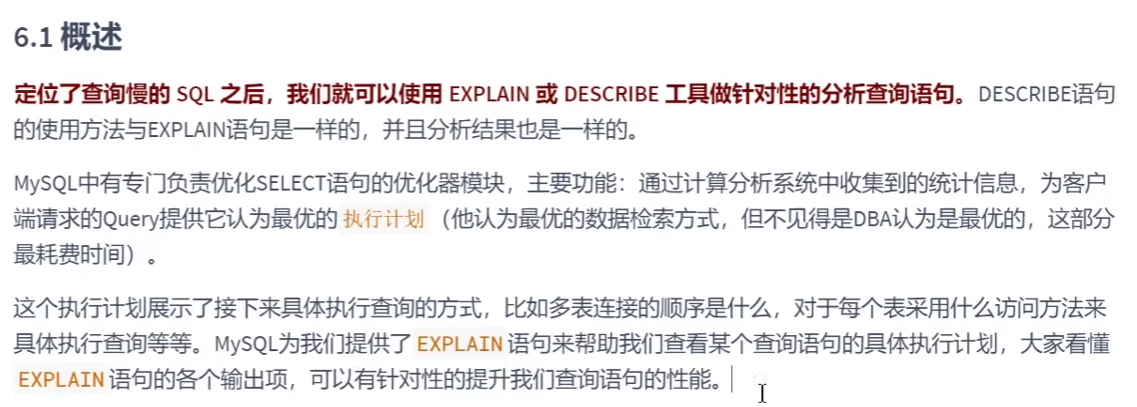 6.1 概述
定位了查询慢的 SQL 之后，我们就可以使用 EXPLAIN 或 DESCRIBE 工具做针对性的分析查询语句。DESCRIBE语句
的使用方法与EXPLAIN语句是一样的，并且分析结果也是一样的。
MySQL中有专门负责优化SELECT语句的优化器模块，主要功能：通过计算分析系统中收集到的统计信息，为客户
端请求的Query提供它认为最优的 执行计划 （他认为最优的数据检索方式，但不见得是DBA认为是最优的，这部分
最耗费时间）。
这个执行计划展示了接下来具体执行查询的方式，比如多表连接的顺序是什么，对于每个表采用什么访问方法来
具体执行查询等等。MySQL为我们提供了 EXPLAIN 语句来帮助我们查看某个查询语句的具体执行计划，大家看懂
EXPLAIN 语句的各个输出项，可以有针对性的提升我们查询语句的性能。